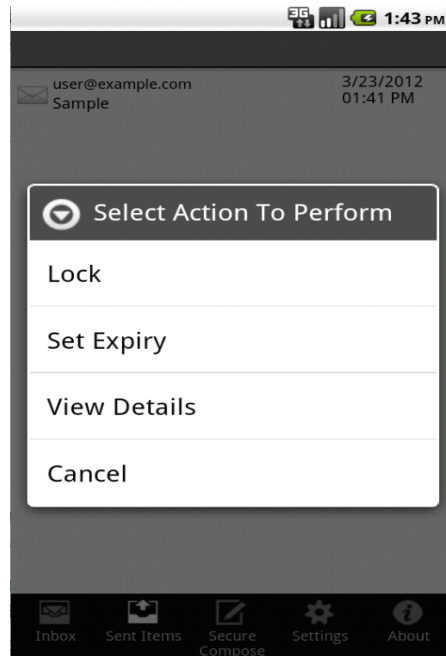 3G 1:43 PM
user@example.com 3/23/2012
Sample 01:41 PM
Select Action To Perform
Lock
Set Expiry
View Details
Cancel
Inbox Sent Items Secure Settings About
Compose